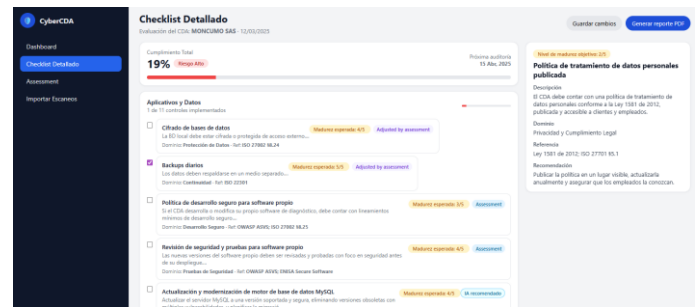 CyberCDA
Dashboard
Checklist Detallado
Assessment
Importar Escaneos
Checklist Detallado
Evaluación del CDA: MONCUMO SAS - 12/03/2025
Guardar cambios
Generar reporte PDF
Cumplimiento Total
19% Riesgo Alto
Próxima auditoría
15 Abr, 2025
Aplicativos y Datos
1 de 11 controles implementados
Cifrado de bases de datos
Madurez esperada: 4/5
Adjusted by assessment
La BD local debe estar cifrada o protegida de acceso externo...
Dominio: Protección de Datos - Ref: ISO 27002 §8.24
Backups diarios
Madurez esperada: 5/5
Adjusted by assessment
Los datos deben respaldarse en un medio separado...
Dominio: Continuidad - Ref: ISO 22301
Política de desarrollo seguro para software propio
Madurez esperada: 3/5
Assessment
Si el CDA desarrolla o modifica su propio software de diagnóstico, debe contar con lineamientos
mínimos de desarrollo seguro...
Dominio: Desarrollo Seguro - Ref: OWASP ASVS; ISO 27002 §8.25
Revisión de seguridad y pruebas para software propio
Madurez esperada: 4/5
Assessment
Las nuevas versiones del software propio deben ser revisadas y probadas con foco en seguridad antes
de su despliegue...
Dominio: Pruebas de Seguridad - Ref: OWASP ASVS; ENISA Secure Software
Actualización y modernización de motor de base de datos MySQL
Madurez esperada: 4/5
IA recomendado
Actualizar el servidor MySQL a una versión soportada y segura, eliminando versiones obsoletas con
Nivel de madurez objetivo: 2/5
Política de tratamiento de datos personales
publicada
Descripción
El CDA debe contar con una política de tratamiento de
datos personales conforme a la Ley 1581 de 2012,
publicada y accesible a clientes y empleados.
Dominio
Privacidad y Cumplimiento Legal
Referencia
Ley 1581 de 2012; ISO 27701 §5.1
Recomendación
Publicar la política en un lugar visible, actualizarla
anualmente y asegurar que los empleados la conozcan.